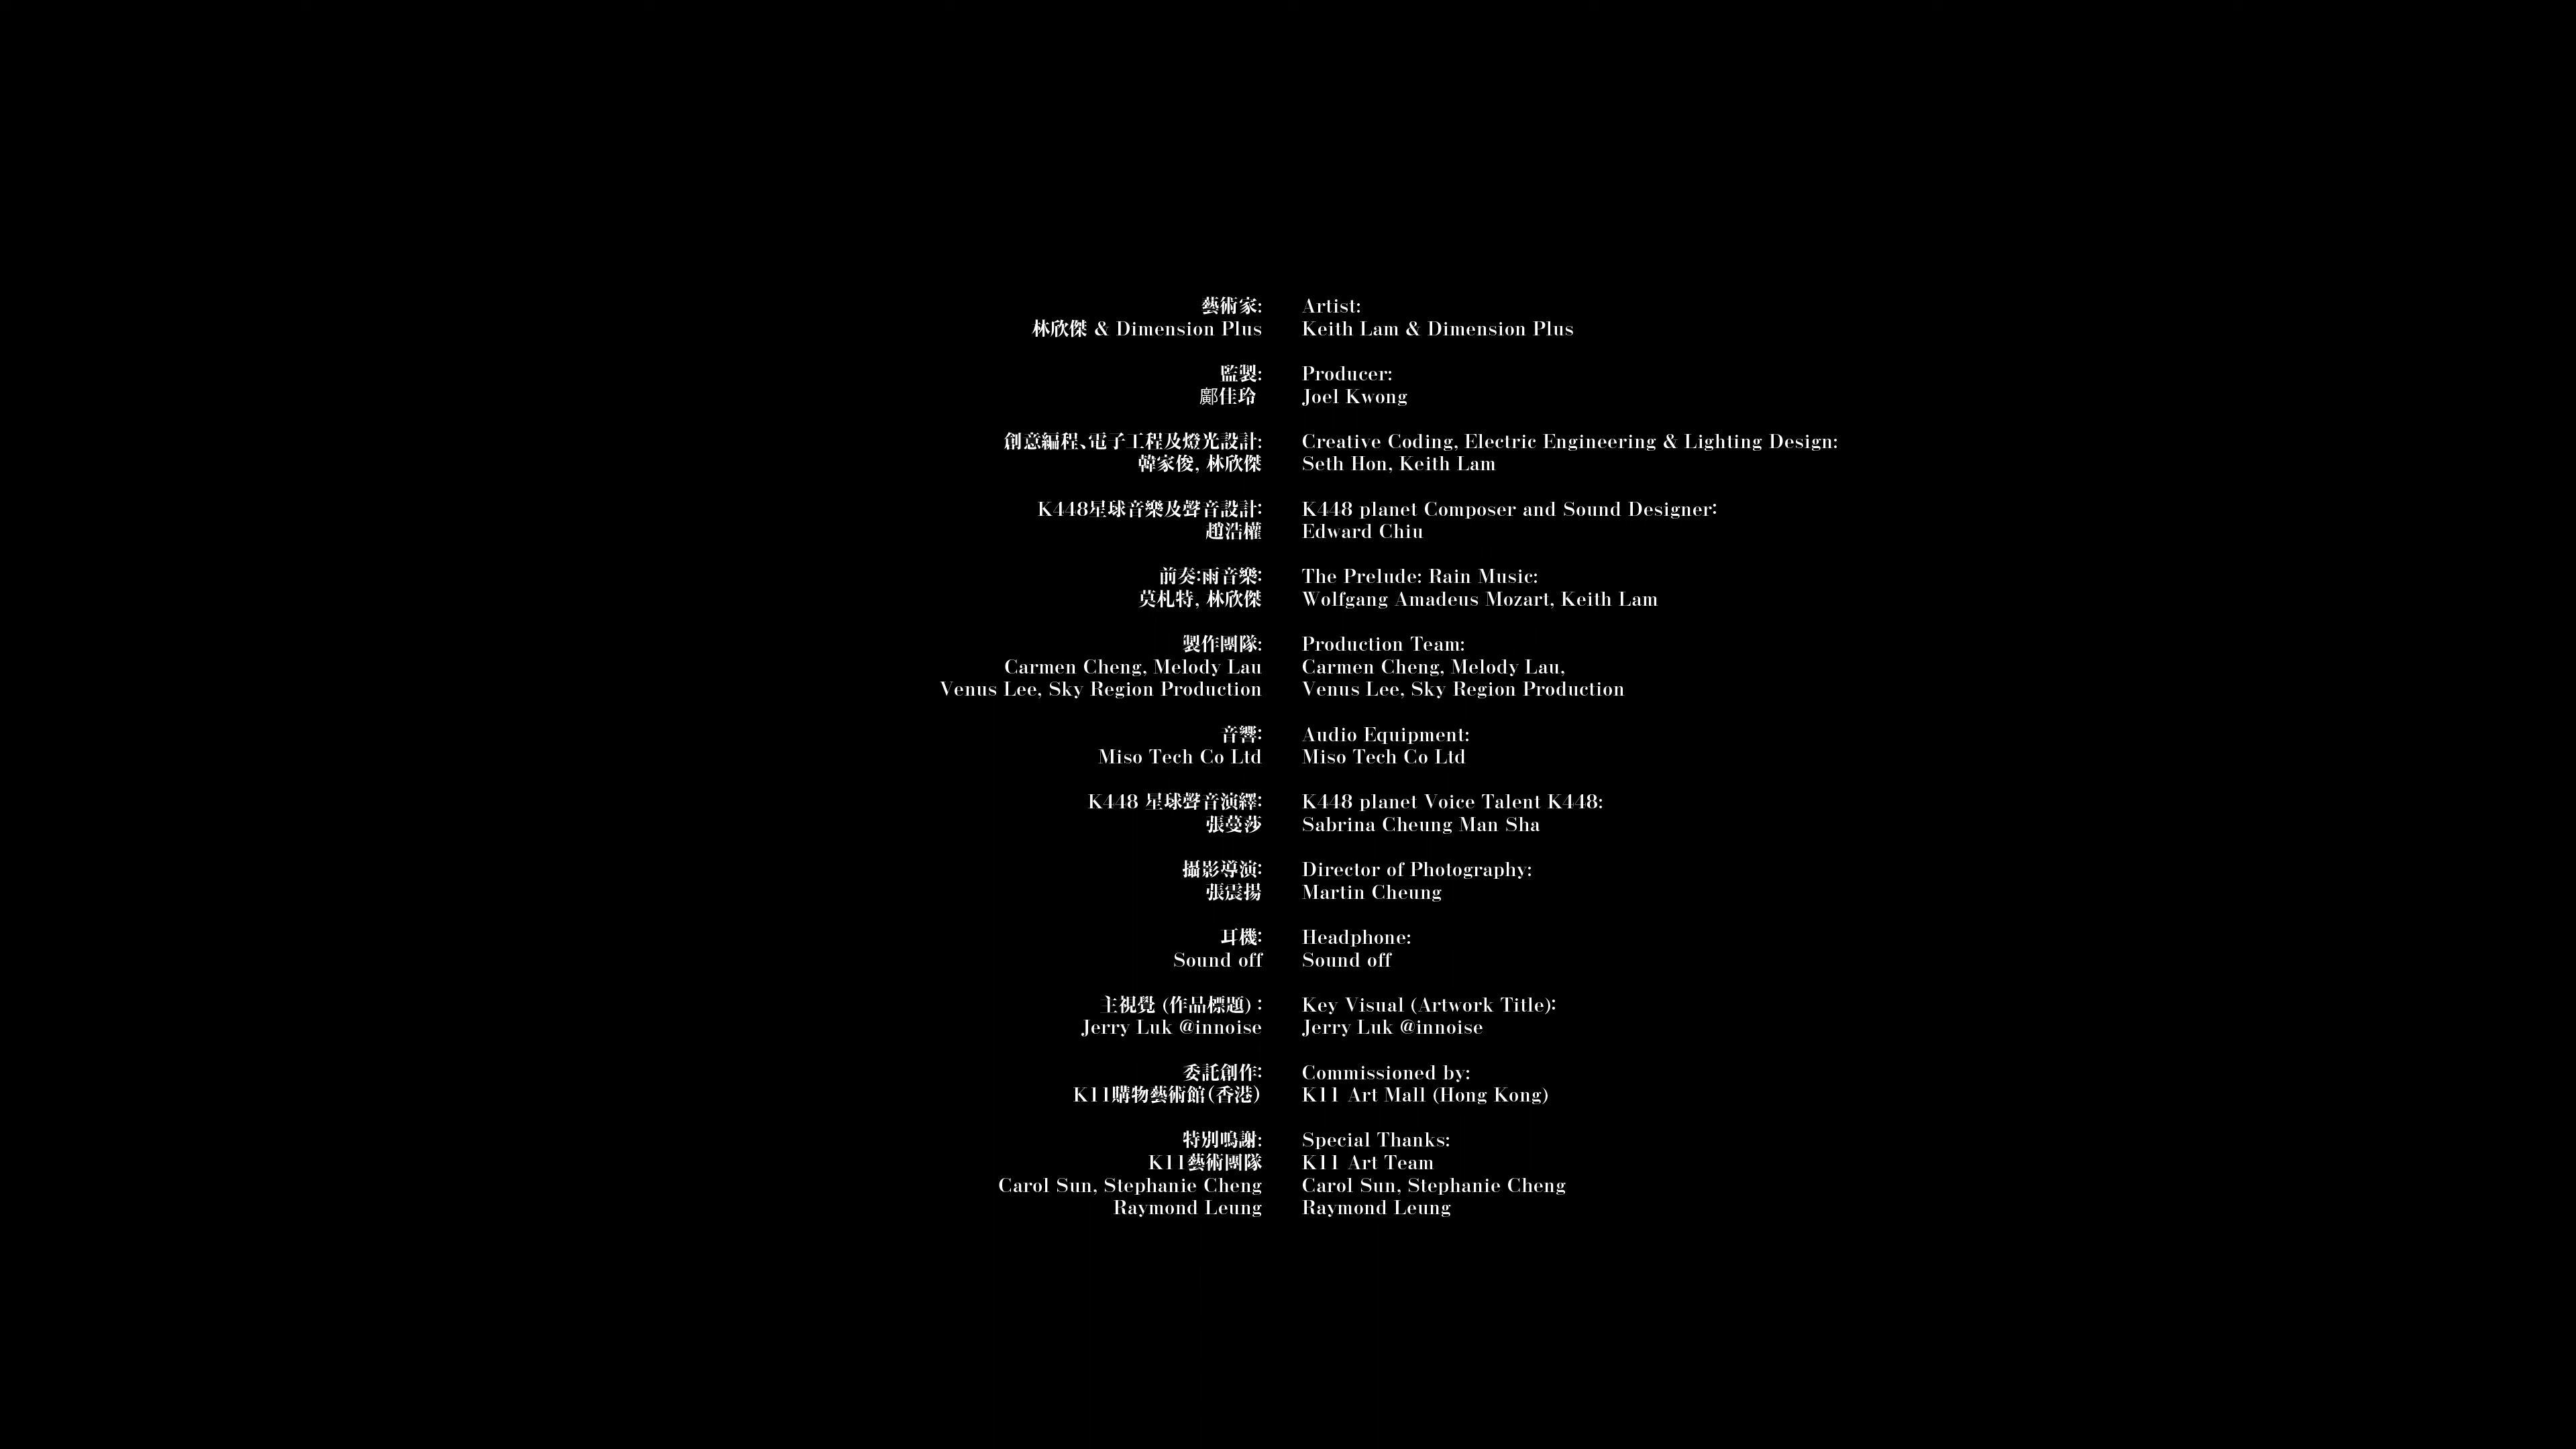 藝術家:
林欣傑 & Dimension Plus
監製:
鄺佳玲
創意編程、電子工程及燈光設計:
韓家俊, 林欣傑
K448星球音樂及聲音設計:
趙浩權
前奏:雨音樂:
莫札特, 林欣傑
製作團隊:
Carmen Cheng, Melody Lau
Venus Lee, Sky Region Production
音響:
Miso Tech Co Ltd
K448 星球聲音演繹:
張蔓莎
攝影導演:
張震揚
耳機:
Sound off
主視覺 (作品標題) :
Jerry Luk @innoise
委託創作:
K11購物藝術館(香港)
特別鳴謝:
K11藝術團隊
Carol Sun, Stephanie Cheng
Raymond Leung
Artist:
Keith Lam & Dimension Plus
Producer:
Joel Kwong
Creative Coding, Electric Engineering & Lighting Design:
Seth Hon, Keith Lam
K448 planet Composer and Sound Designer:
Edward Chiu
The Prelude: Rain Music:
Wolfgang Amadeus Mozart, Keith Lam
Production Team:
Carmen Cheng, Melody Lau,
Venus Lee, Sky Region Production
Audio Equipment:
Miso Tech Co Ltd
K448 planet Voice Talent K448:
Sabrina Cheung Man Sha
Director of Photography:
Martin Cheung
Headphone:
Sound off
Key Visual (Artwork Title):
Jerry Luk @innoise
Commissioned by:
K11 Art Mall (Hong Kong)
Special Thanks:
K11 Art Team
Carol Sun, Stephanie Cheng
Raymond Leung